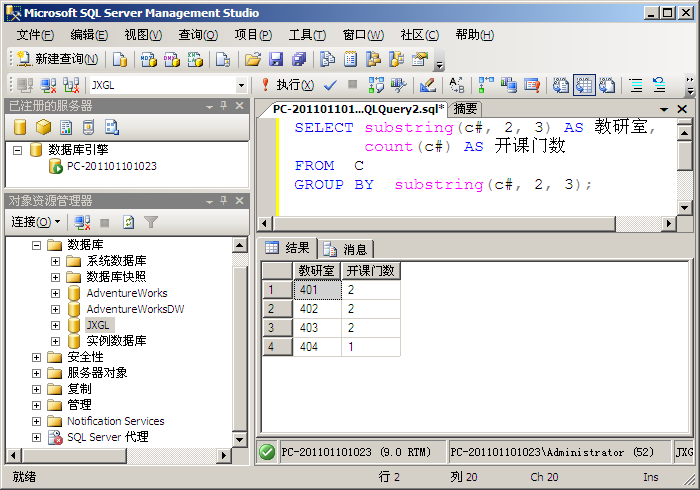 Microsoft SQL Server Management Studio
文件(F) 编辑(E) 视图(V) 查询(Q) 项目(P) 工具(T) 窗口(W) 社区(C) 帮助(H)
新建查询(N)
JXGL 执行(X)
已注册的服务器
数据库引擎
PC-201101101023
对象资源管理器
连接(O)
数据库
系统数据库
数据库快照
AdventureWorks
AdventureWorksDW
JXGL
实例数据库
安全性
服务器对象
复制
管理
Notification Services
SQL Server 代理
PC-201101101...QLQuery2.sql* 摘要
SELECT substring(c#, 2, 3) AS 教研室,
count(c#) AS 开课门数
FROM C
GROUP BY substring(c#, 2, 3);
结果 消息
教研室 开课门数
1 401 2
2 402 2
3 403 2
4 404 1
PC-201101101023 (9.0 RTM) PC-201101101023\Administrator (52) JXG
就绪 行 2 列 20 Ch 20 Ins